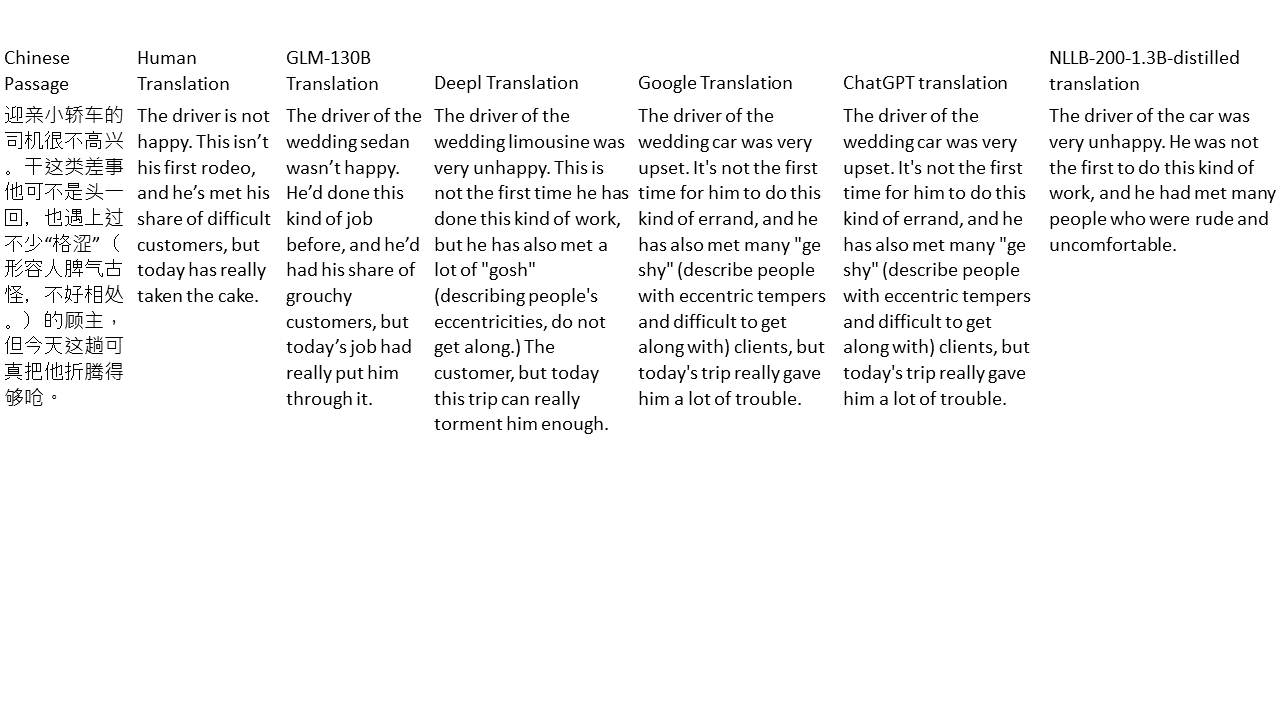 Chinese
Passage
迎亲小轿车的
司机很不高兴
。干这类差事
他可不是头一
回，也遇上过
不少“格涩”（
形容人脾气古
怪，不好相处
。）的顾主，
但今天这趟可
真把他折腾得
够呛。
Human
Translation
The driver is not
happy. This isn’t
his first rodeo,
and he’s met his
share of difficult
customers, but
today has really
taken the cake.
GLM-130B
Translation
The driver of the
wedding sedan
wasn’t happy.
He’d done this
kind of job
before, and he’d
had his share of
grouchy
customers, but
today’s job had
really put him
through it.
Deepl Translation
The driver of the
wedding limousine was
very unhappy. This is
not the first time he has
done this kind of work,
but he has also met a
lot of "gosh"
(describing people's
eccentricities, do not
get along.) The
customer, but today
this trip can really
torment him enough.
Google Translation
The driver of the
wedding car was very
upset. It's not the first
time for him to do this
kind of errand, and he
has also met many "ge
shy" (describe people
with eccentric tempers
and difficult to get
along with) clients, but
today's trip really gave
him a lot of trouble.
ChatGPT translation
The driver of the
wedding car was very
upset. It's not the first
time for him to do this
kind of errand, and he
has also met many "ge
shy" (describe people
with eccentric tempers
and difficult to get
along with) clients, but
today's trip really gave
him a lot of trouble.
NLLB-200-1.3B-distilled
translation
The driver of the car was
very unhappy. He was not
the first to do this kind of
work, and he had met many
people who were rude and
uncomfortable.